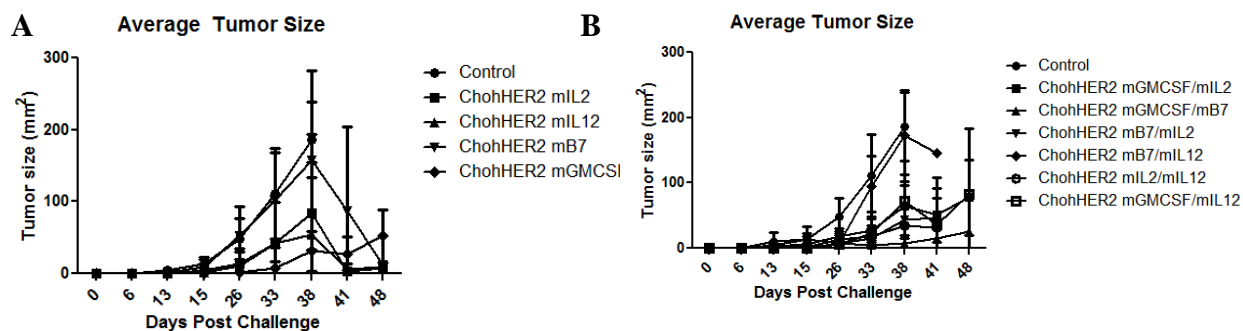 A
Average Tumor Size
300
200
100
0
Tumor size (mm²)
0 6 13 15 26 33 38 41 48
Days Post Challenge
Control
ChohHER2 mIL2
ChohHER2 mIL12
ChohHER2 mB7
ChohHER2 mGMCSI
B
Average Tumor Size
300
200
100
0
Tumor size (mm²)
0 6 13 15 26 33 38 41 48
Days Post Challenge
Control
ChohHER2 mGMCSF/mIL2
ChohHER2 mGMCSF/mB7
ChohHER2 mB7/mIL2
ChohHER2 mB7/mIL12
ChohHER2 mIL2/mIL12
ChohHER2 mGMCSF/mIL12